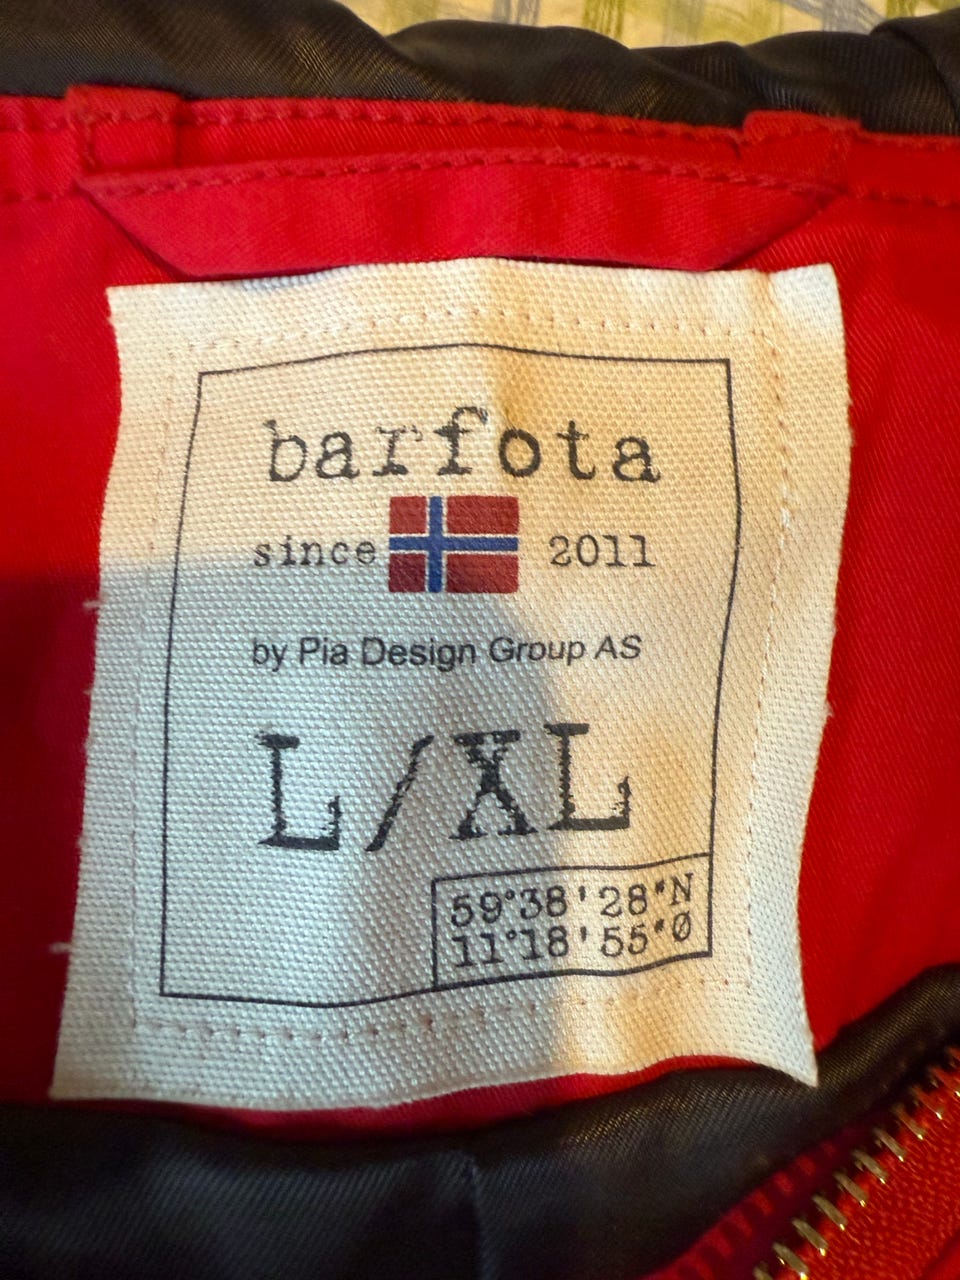 barfota
since 2011
by Pia Design Group AS
L/XL
59°38'28"N
11°18'55"Ø